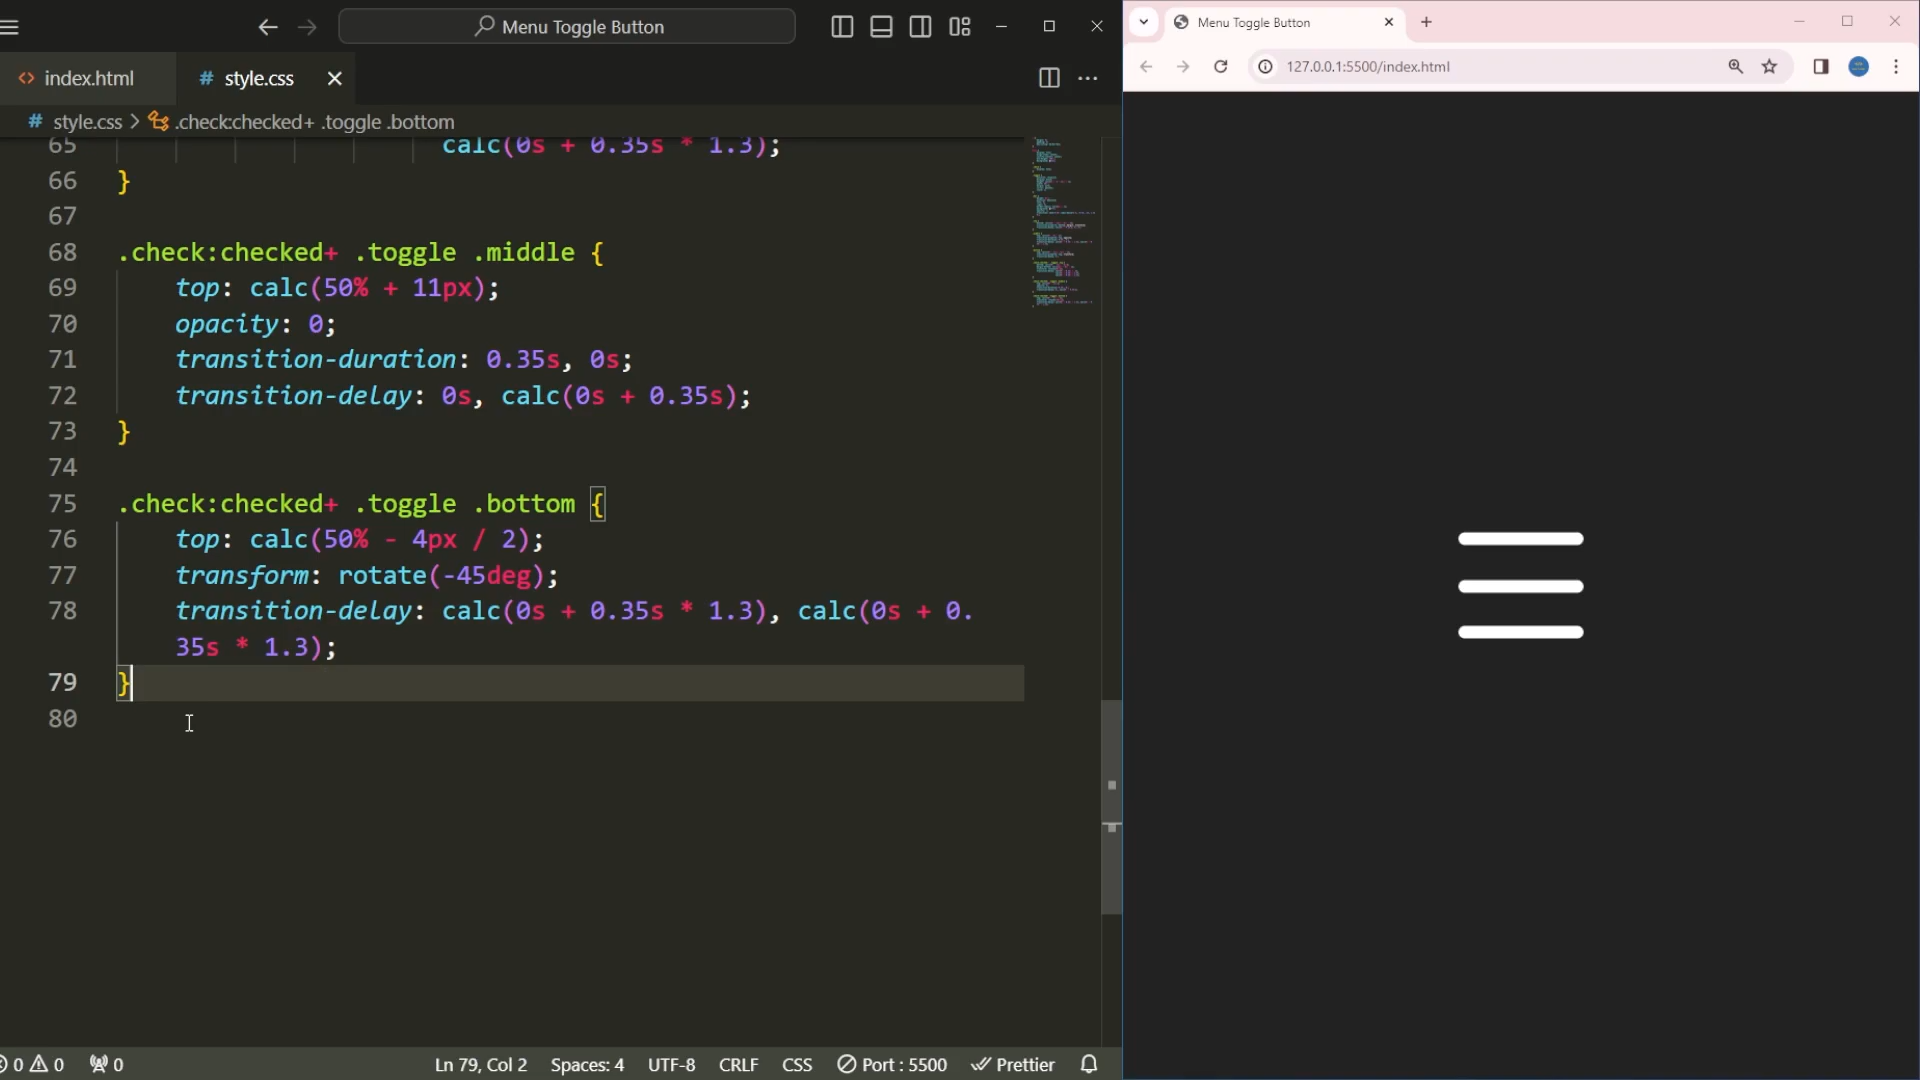 Menu Toggle Button
index.html
# style.css
# style.css > .check:checked+ .toggle .bottom
65 calc(0s + 0.35s * 1.3);
66 }
67
68 .check:checked+ .toggle .middle {
69 top: calc(50% + 11px);
70 opacity: 0;
71 transition-duration: 0.35s, 0s;
72 transition-delay: 0s, calc(0s + 0.35s);
73 }
74
75 .check:checked+ .toggle .bottom {
76 top: calc(50% - 4px / 2);
77 transform: rotate(-45deg);
78 transition-delay: calc(0s + 0.35s * 1.3), calc(0s + 0.
35s * 1.3);
79 }
80
0 0 0 Ln 79, Col 2 Spaces: 4 UTF-8 CRLF CSS Port : 5500 Prettier
Menu Toggle Button
127.0.0.1:5500/index.html